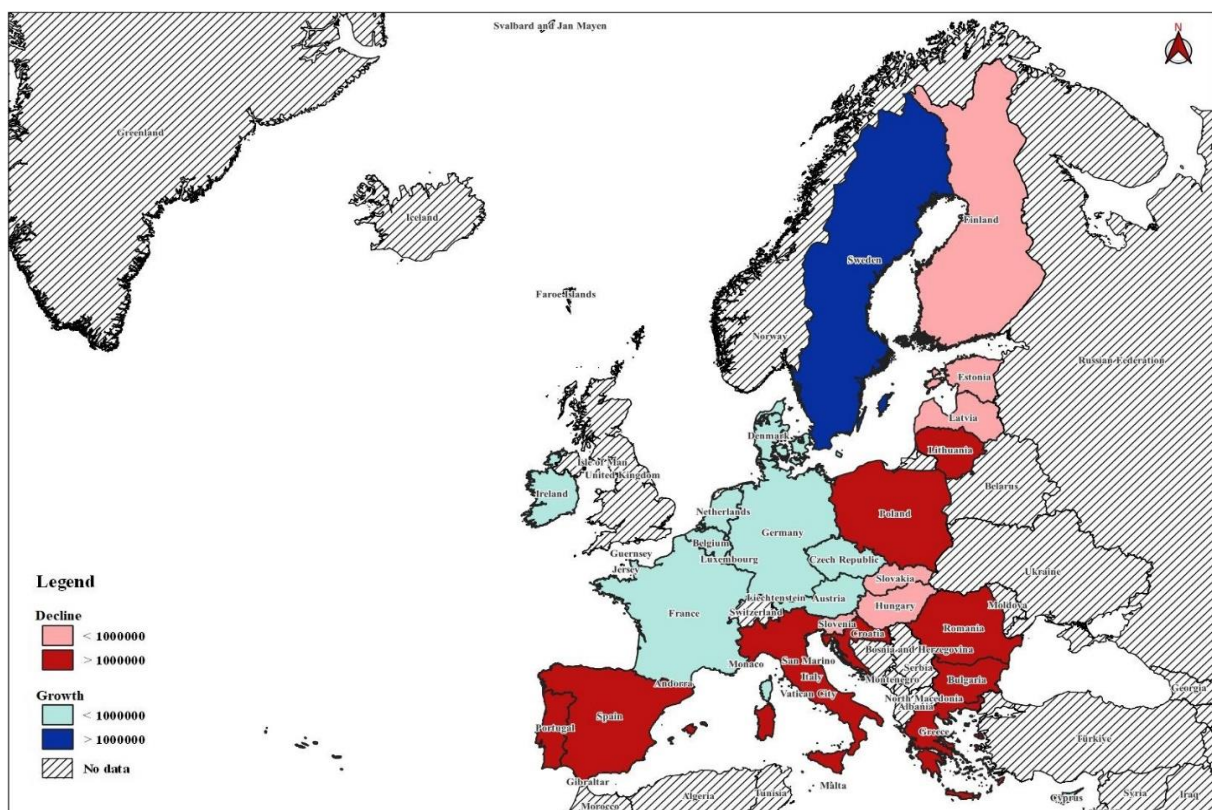 Svalbard and Jan Mayen
N
Greenland
Iceland
Finland
Sweden
Faroe Islands
Norway
Russian Federation
Estonia
Latvia
Denmark
Lithuania
Isle of Man
United Kingdom
Belarus
Ireland
Netherlands
Poland
Germany
Belgium
Guernsey
Luxembourg
Czech Republic
Jersey
Ukraine
Slovakia
Liechtenstein
Austria
Hungary
Moldova
France
Switzerland
Slovenia
Croatia
Romania
Bosnia and Herzegovina
Monaco
San Marino
Serbia
Italy
Montenegro
Bulgaria
Georgia
Andorra
Vatican City
North Macedonia
Albania
Spain
Portugal
Greece
Türkiye
Gibraltar
Malta
Algeria
Tunisia
Cyprus
Syria
Iraq
Morocco
Legend
Decline
< 1000000
> 1000000
Growth
< 1000000
> 1000000
No data